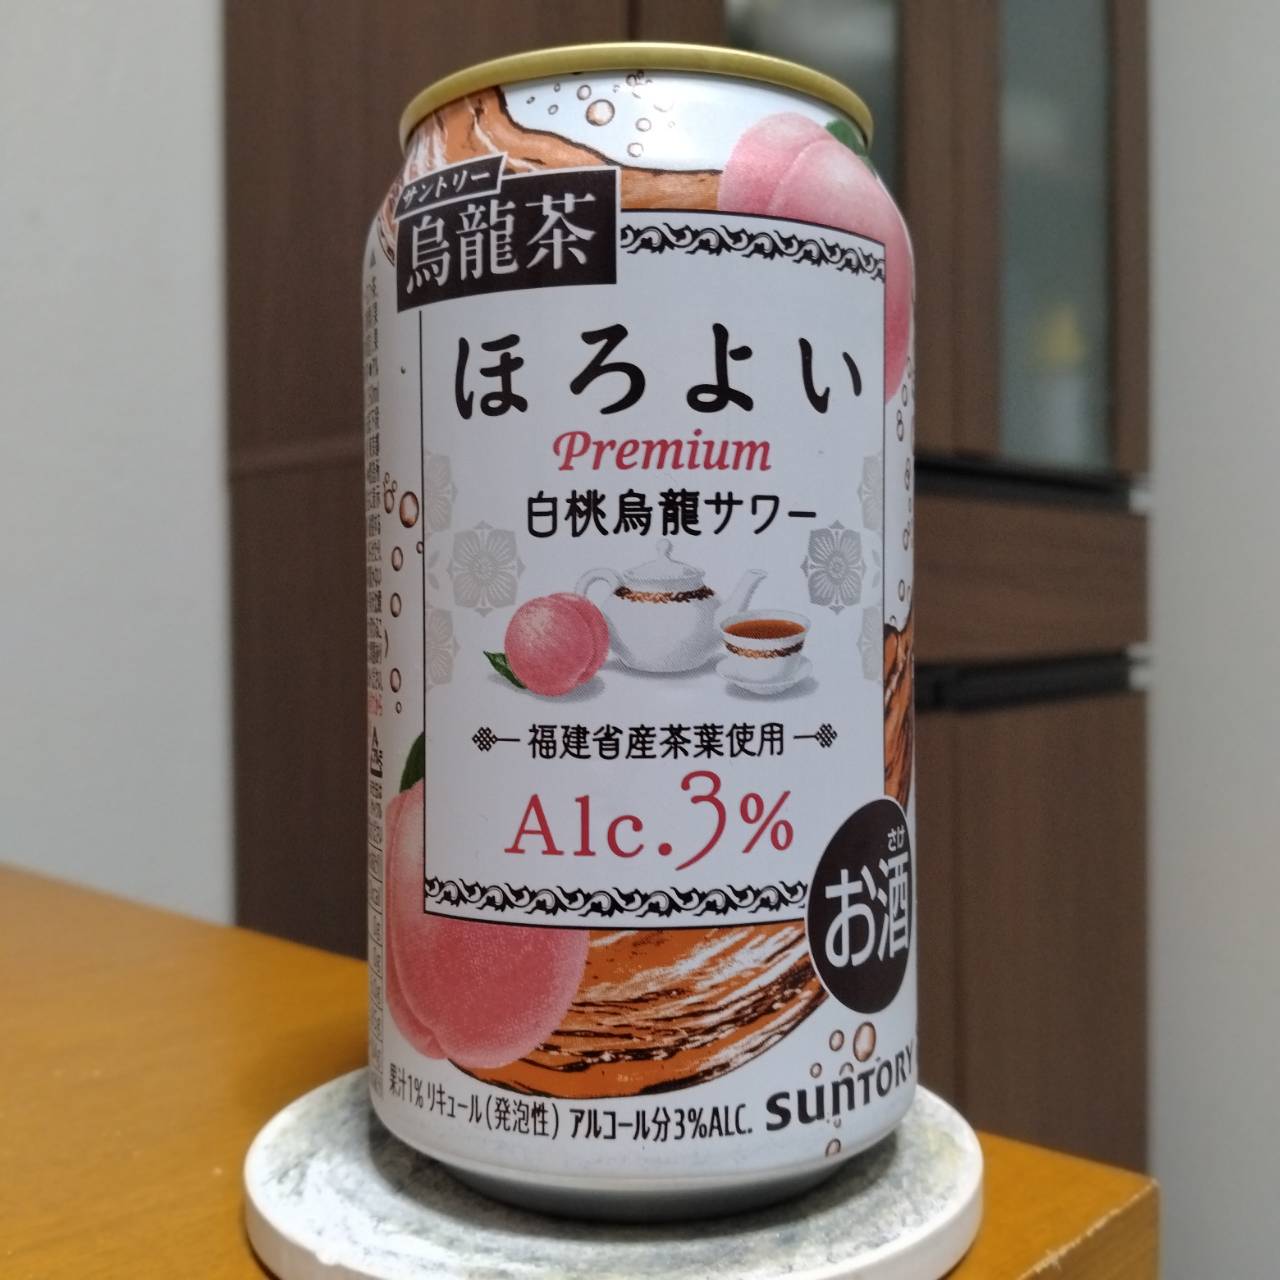 サントリー
烏龍茶
ほろよい
Premium
白桃烏龍サワー
福建省産茶葉使用
Alc.3%
さけ
お酒
果汁1% リキュール(発泡性) アルコール分3%ALC.
SUNTORY